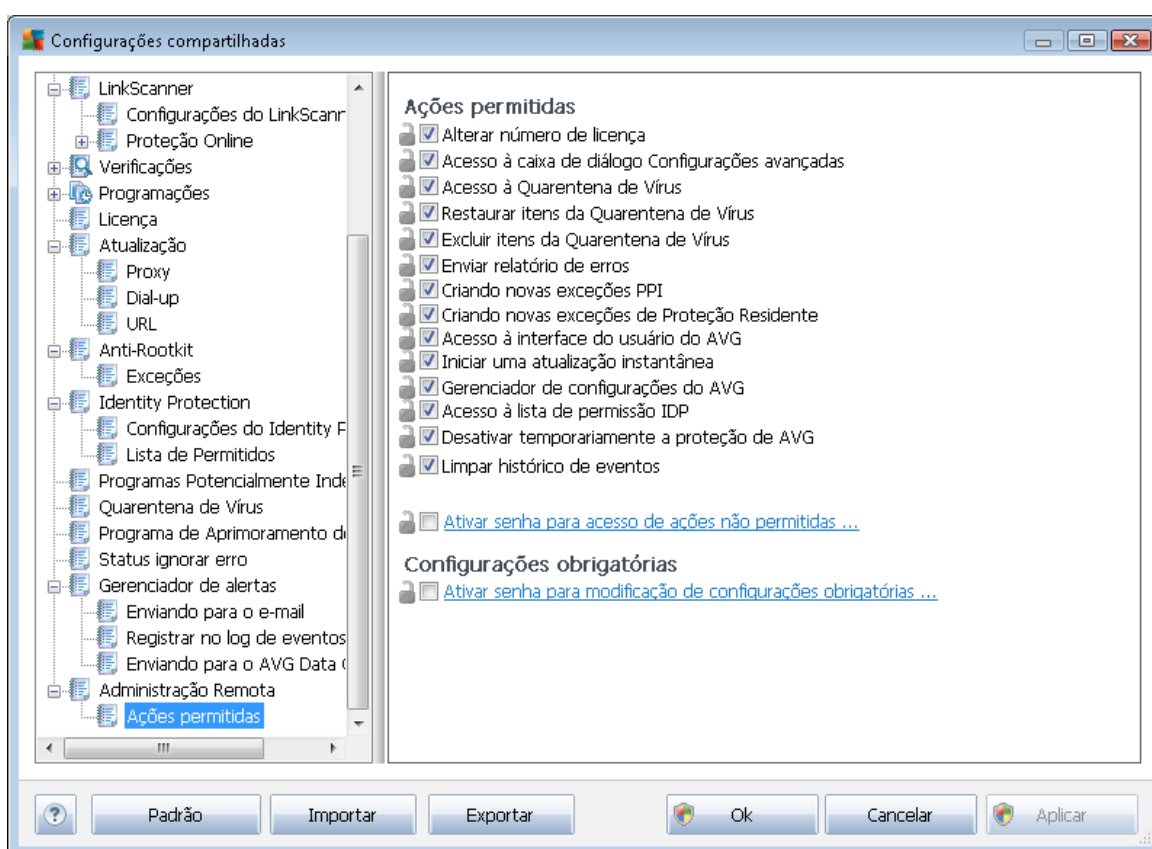 Configurações compartilhadas
LinkScanner
Configurações do LinkScanr
Proteção Online
Verificações
Programações
Licença
Atualização
Proxy
Dial-up
URL
Anti-Rootkit
Exceções
Identity Protection
Configurações do Identity P
Lista de Permitidos
Programas Potencialmente Inde
Quarentena de Vírus
Programa de Aprimoramento d
Status ignorar erro
Gerenciador de alertas
Enviando para o e-mail
Registrar no log de eventos
Enviando para o AVG Data
Administração Remota
Ações permitidas
Ações permitidas
Alterar número de licença
Acesso à caixa de diálogo Configurações avançadas
Acesso à Quarentena de Vírus
Restaurar itens da Quarentena de Vírus
Excluir itens da Quarentena de Vírus
Enviar relatório de erros
Criando novas exceções PPI
Criando novas exceções de Proteção Residente
Acesso à interface do usuário do AVG
Iniciar uma atualização instantânea
Gerenciador de configurações do AVG
Acesso à lista de permissão IDP
Desativar temporariamente a proteção de AVG
Limpar histórico de eventos
Ativar senha para acesso de ações não permitidas ...
Configurações obrigatórias
Ativar senha para modificação de configurações obrigatórias ...
?
Padrão
Importar
Exportar
Ok
Cancelar
Aplicar